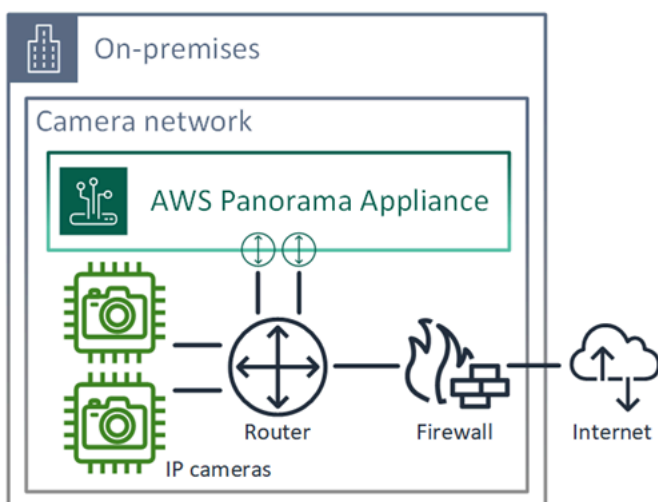 On-premises
Camera network
AWS Panorama Appliance
Router
Firewall
Internet
IP cameras